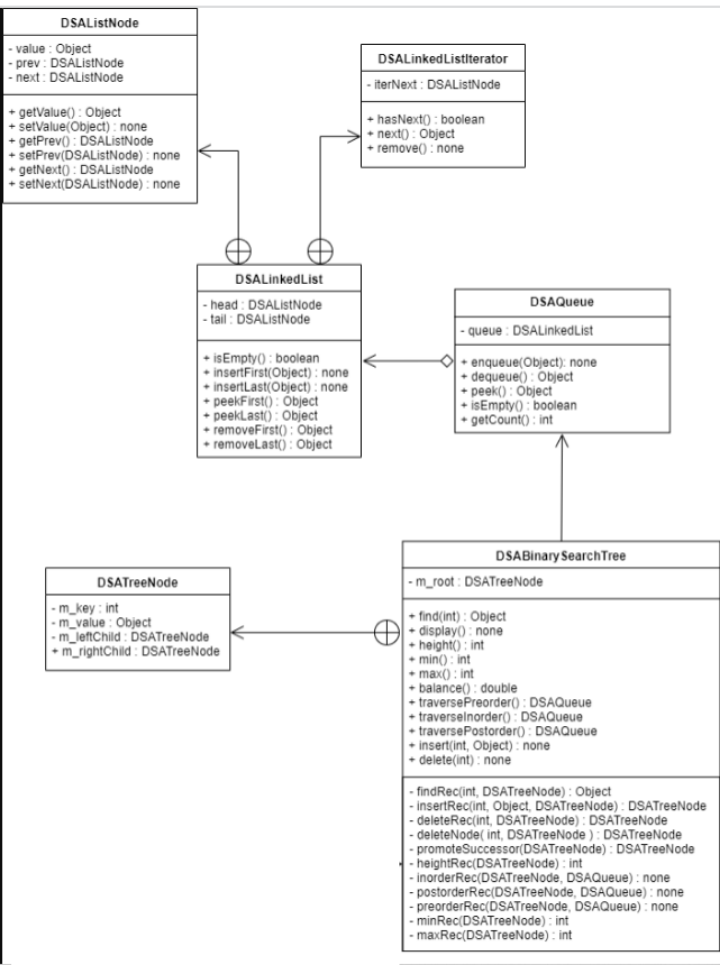 DSAListNode
- value : Object
- prev : DSAListNode
- next : DSAListNode
+ getValue() : Object
+ setValue(Object) : none
+ getPrev() : DSAListNode
+ setPrev(DSAListNode) : none
+ getNext() : DSAListNode
+ setNext(DSAListNode) : none
DSALinkedListIterator
- iterNext : DSAListNode
+ hasNext() : boolean
+ next() : Object
+ remove() : none
DSALinkedList
- head : DSAListNode
- tail : DSAListNode
+ isEmpty() : boolean
+ insertFirst(Object) : none
+ insertLast(Object) : none
+ peekFirst() : Object
+ peekLast() : Object
+ removeFirst() : Object
+ removeLast() : Object
DSAQueue
- queue : DSALinkedList
+ enqueue(Object): none
+ dequeue() : Object
+ peek() : Object
+ isEmpty() : boolean
+ getCount() : int
DSATreeNode
- m_key : int
- m_value : Object
- m_leftChild : DSATreeNode
+ m_rightChild : DSATreeNode
DSABinarySearchTree
- m_root : DSATreeNode
+ find(int) : Object
+ display() : none
+ height() : int
+ min() : int
+ max() : int
+ balance() : double
+ traversePreorder() : DSAQueue
+ traverseInorder() : DSAQueue
+ traversePostorder() : DSAQueue
+ insert(int, Object) : none
+ delete(int) : none
- findRec(int, DSATreeNode) : Object
- insertRec(int, Object, DSATreeNode) : DSATreeNode
- deleteRec(int, DSATreeNode) : DSATreeNode
- deleteNode( int, DSATreeNode ) : DSATreeNode
- promoteSuccessor(DSATreeNode) : DSATreeNode
- heightRec(DSATreeNode) : int
- inorderRec(DSATreeNode, DSAQueue) : none
- postorderRec(DSATreeNode, DSAQueue) : none
- preorderRec(DSATreeNode, DSAQueue) : none
- minRec(DSATreeNode) : int
- maxRec(DSATreeNode) : int